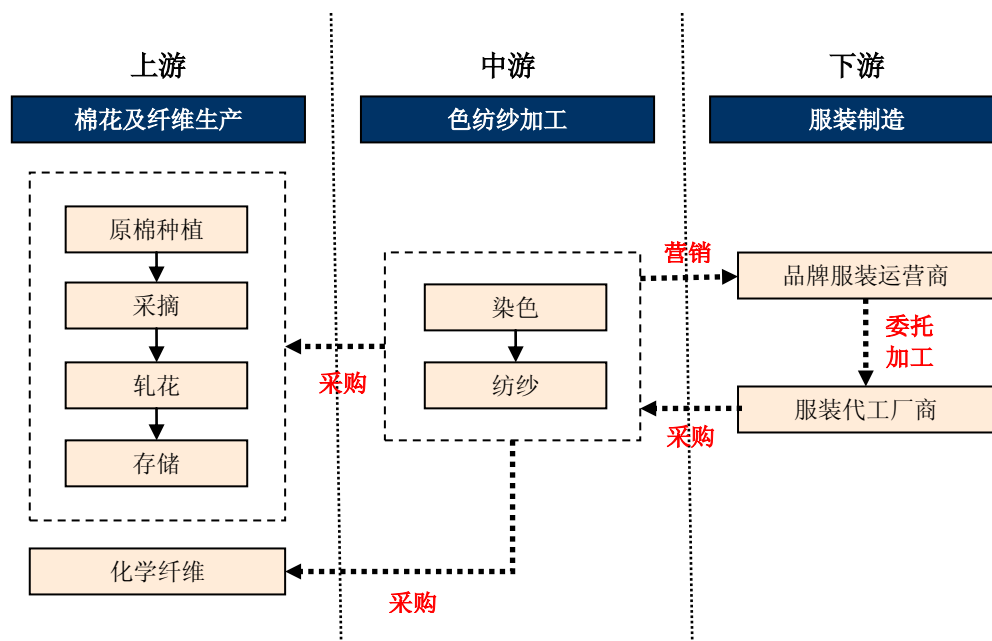 上游
中游
下游
棉花及纤维生产
色纺纱加工
服装制造
原棉种植
采摘
轧花
存储
化学纤维
采购
染色
纺纱
采购
营销
品牌服装运营商
委托
加工
服装代工厂商
采购